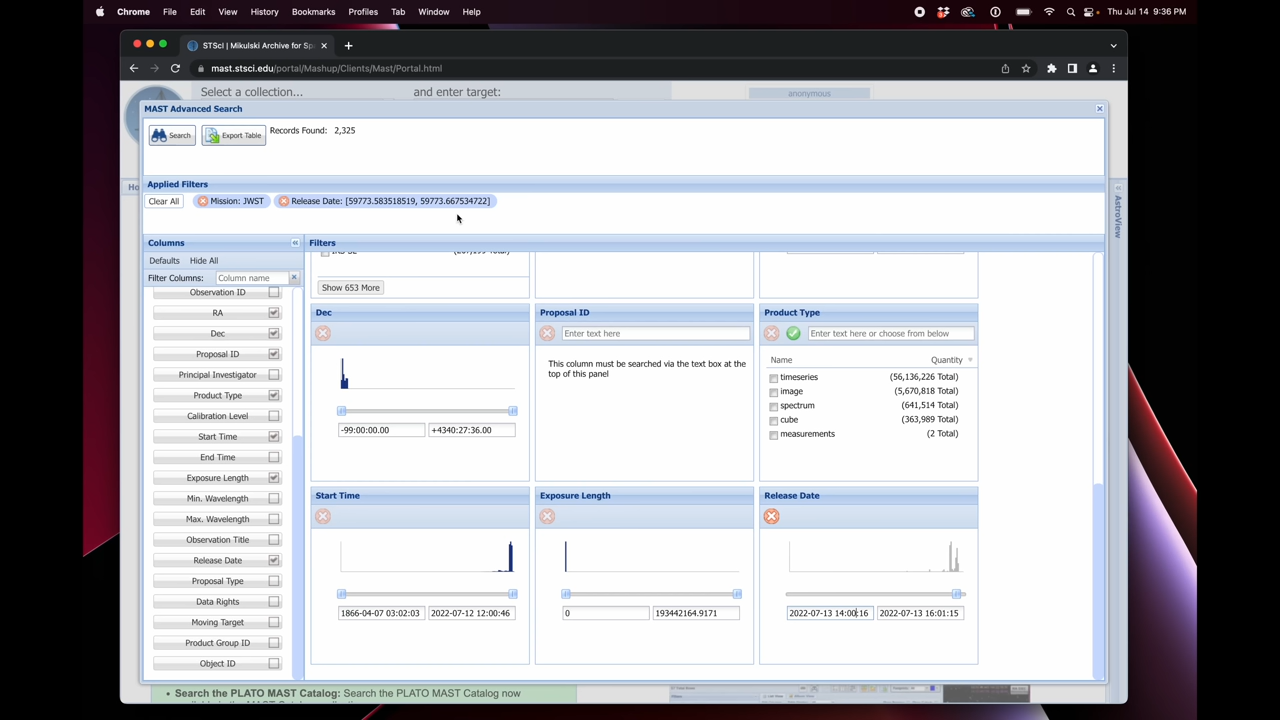 Chrome File Edit View History Bookmarks Profiles Tab Window Help Thu Jul 14 9:36 PM
STScI | Mikulski Archive for Sp
mast.stsci.edu/portal/Mashup/Clients/Mast/Portal.html
Select a collection... and enter target: anonymous
MAST Advanced Search
Search Export Table Records Found: 2,325
Applied Filters
Clear All Mission: JWST Release Date: [59773.583518519, 59773.667534722]
Ho
AstroView
Columns Filters
Defaults Hide All
Filter Columns: Column name
Observation ID
RA
Dec
Proposal ID
Principal Investigator
Product Type
Calibration Level
Start Time
End Time
Exposure Length
Min. Wavelength
Max. Wavelength
Observation Title
Release Date
Proposal Type
Data Rights
Moving Target
Product Group ID
Object ID
Show 653 More
Dec Proposal ID Product Type
Enter text here Enter text here or choose from below
This column must be searched via the text box at the
top of this panel
Name Quantity
timeseries (56,136,226 Total)
image (5,670,818 Total)
spectrum (641,514 Total)
cube (363,989 Total)
measurements (2 Total)
-99:00:00.00 +4340:27:36.00
Start Time Exposure Length Release Date
1866-04-07 03:02:03 2022-07-12 12:00:46 0 193442164.9171 2022-07-13 14:00:16 2022-07-13 16:01:15
• Search the PLATO MAST Catalog: Search the PLATO MAST Catalog now